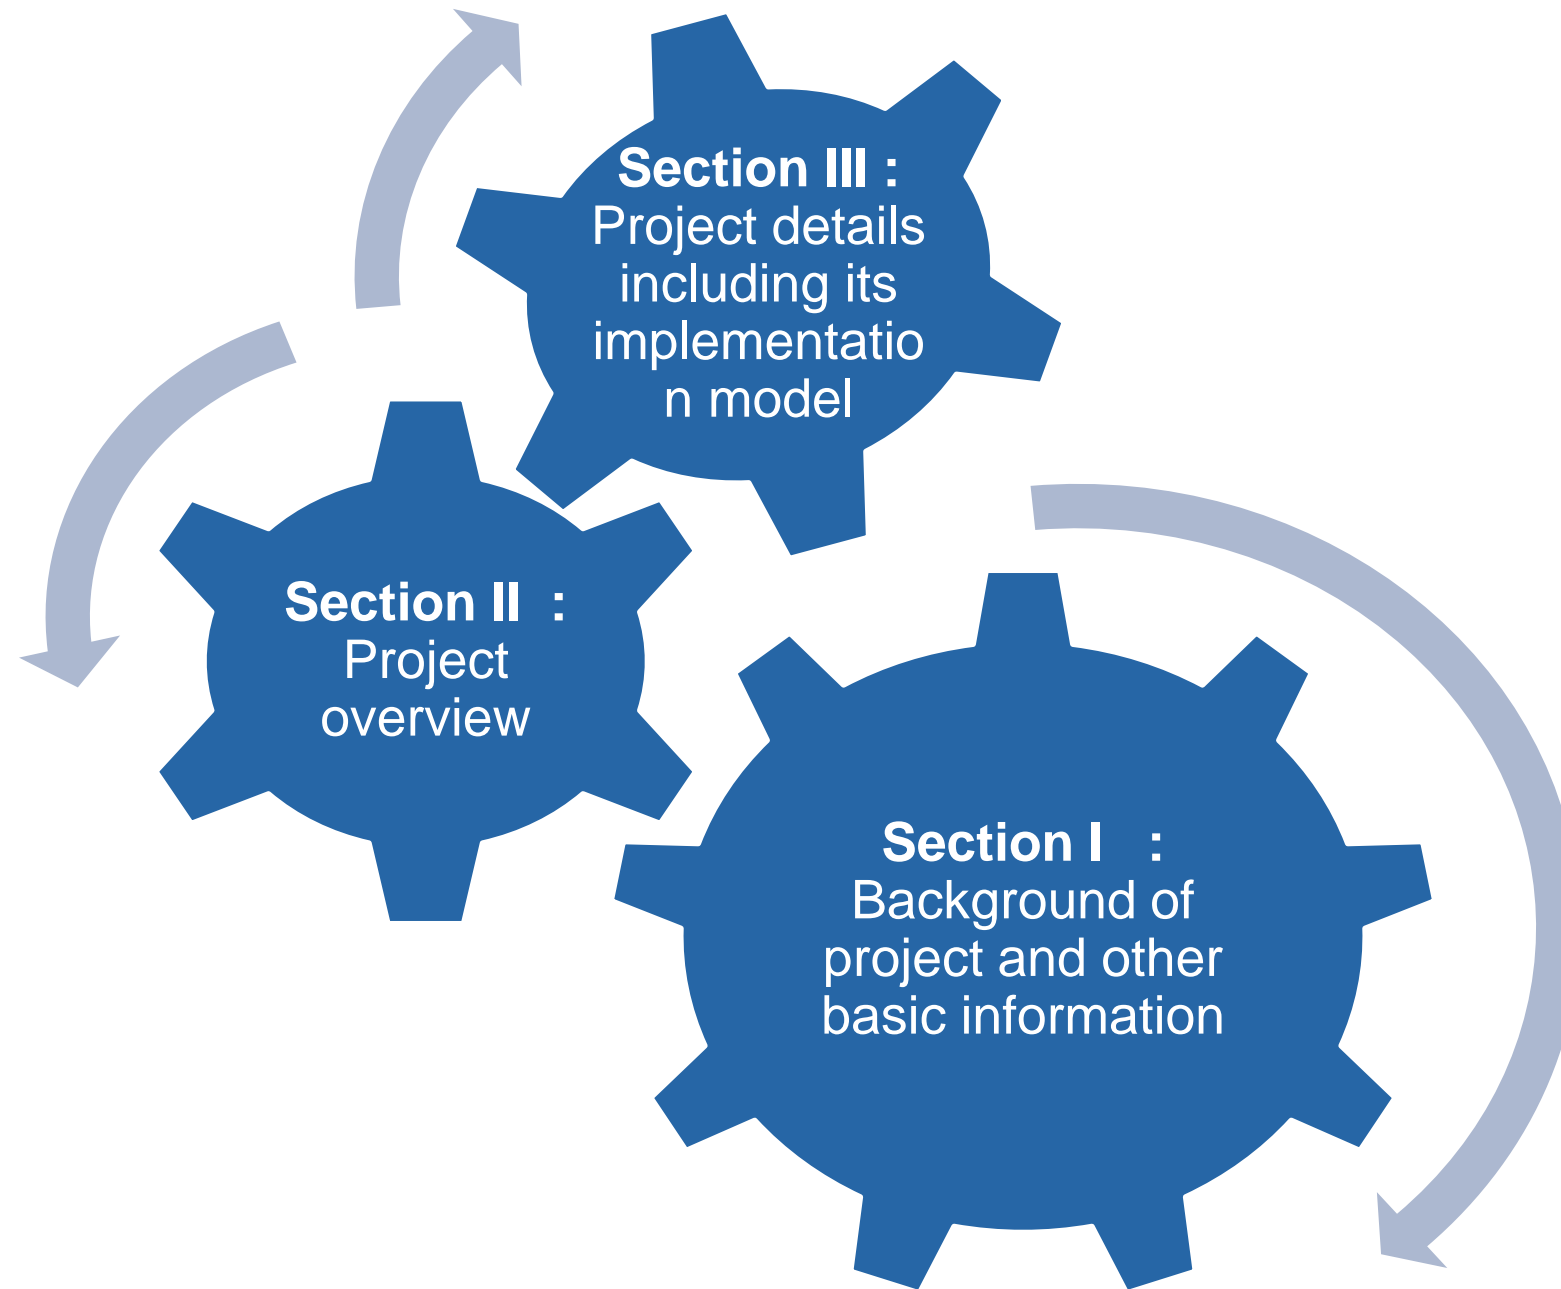 Section III :
Project details
including its
implementatio
n model
Section II :
Project
overview
Section I :
Background of
project and other
basic information